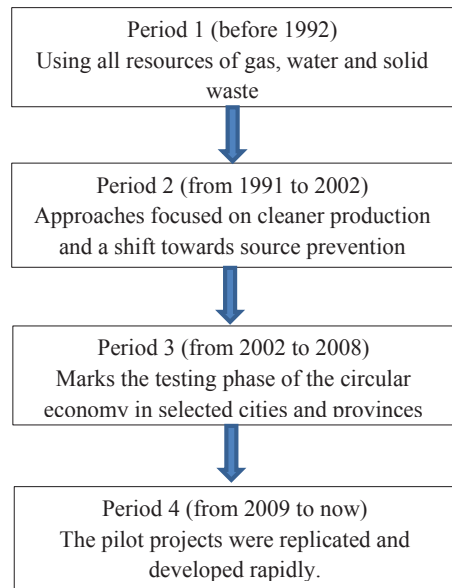 Period 1 (before 1992)
Using all resources of gas, water and solid
waste
Period 2 (from 1991 to 2002)
Approaches focused on cleaner production
and a shift towards source prevention
Period 3 (from 2002 to 2008)
Marks the testing phase of the circular
economy in selected cities and provinces
Period 4 (from 2009 to now)
The pilot projects were replicated and
developed rapidly.